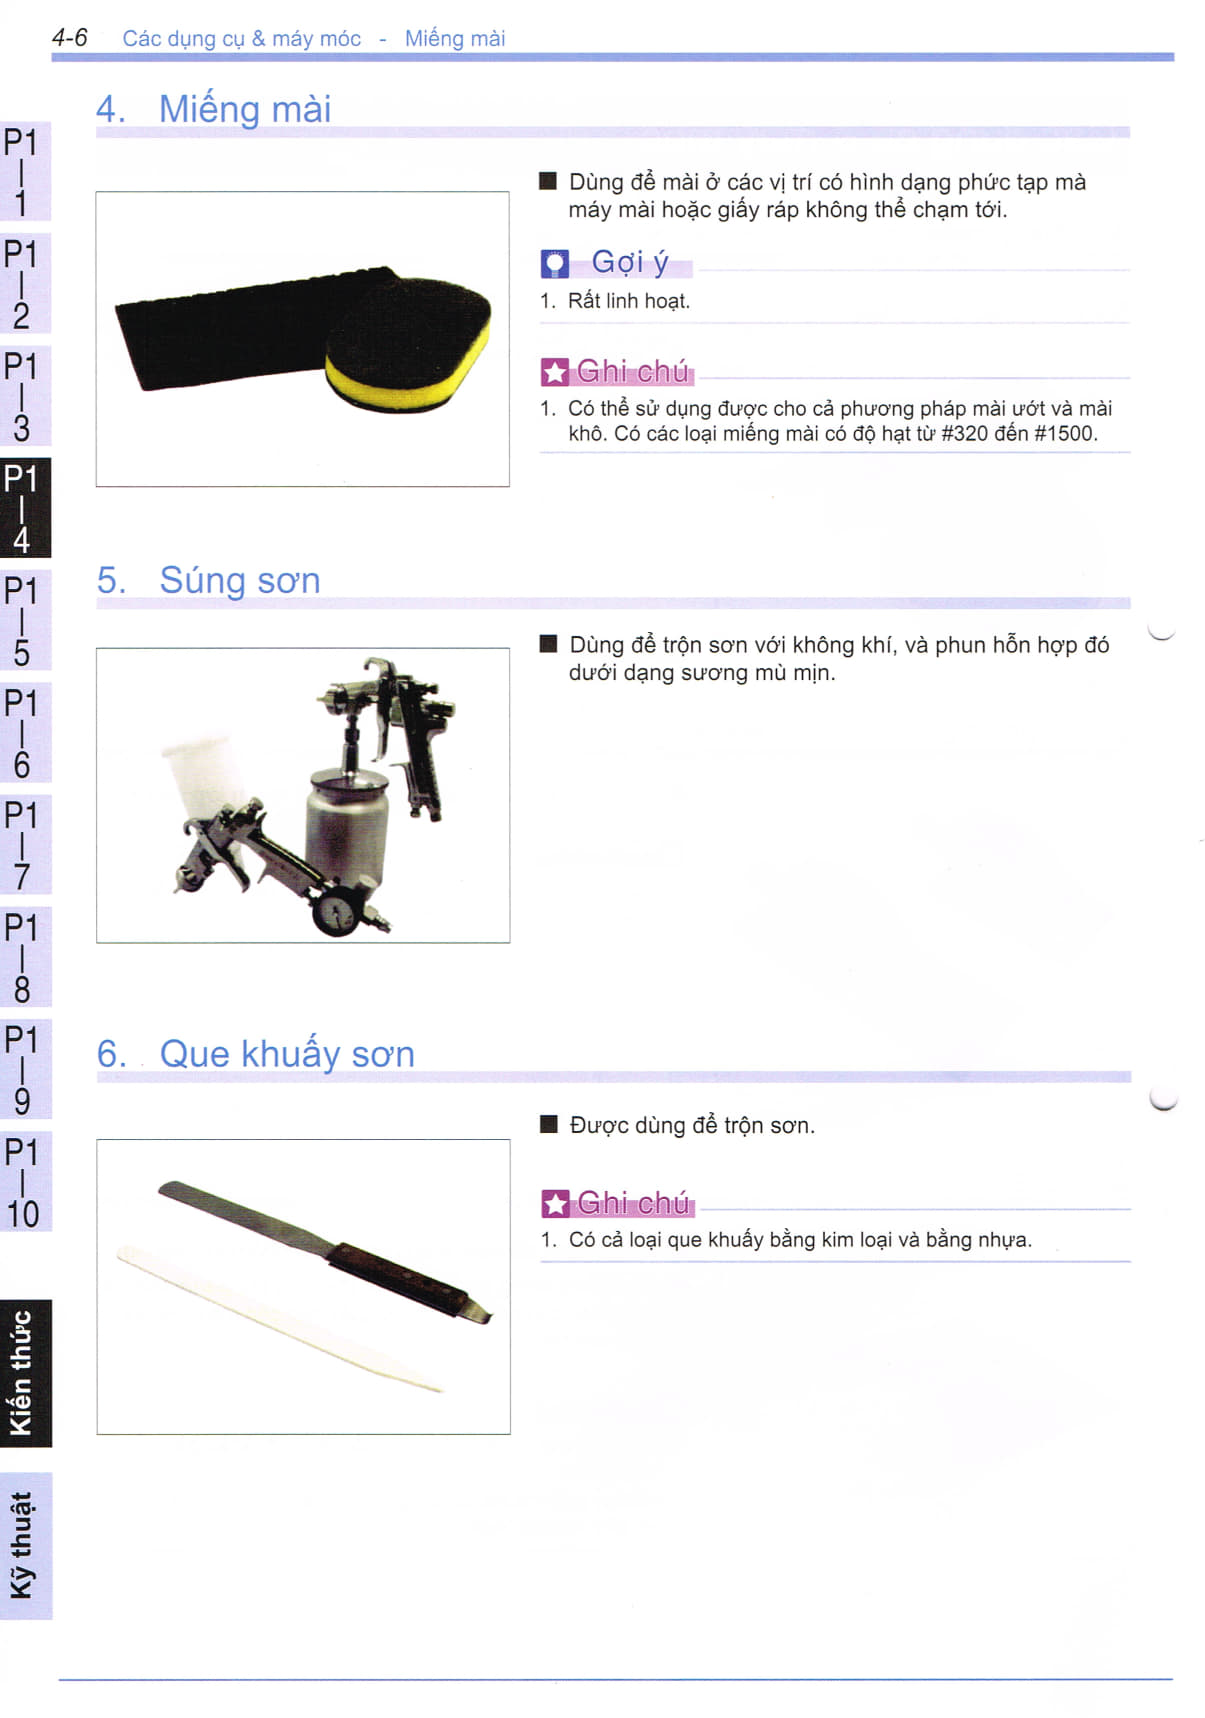 4-6 Các dụng cụ & máy móc - Miếng mài
4. Miếng mài
■ Dùng để mài ở các vị trí có hình dạng phức tạp mà
máy mài hoặc giấy ráp không thể chạm tới.
Gợi ý
1. Rất linh hoạt.
Ghi chú
1. Có thể sử dụng được cho cả phương pháp mài ướt và mài
khô. Có các loại miếng mài có độ hạt từ #320 đến #1500.
5. Súng sơn
■ Dùng để trộn sơn với không khí, và phun hỗn hợp đó
dưới dạng sương mù mịn.
6. Que khuấy sơn
■ Được dùng để trộn sơn.
Ghi chú
1. Có cả loại que khuấy bằng kim loại và bằng nhựa.
P1
1
P1
2
P1
3
P1
4
P1
5
P1
6
P1
7
P1
8
P1
9
P1
10
Kiến thức
Kỹ thuật